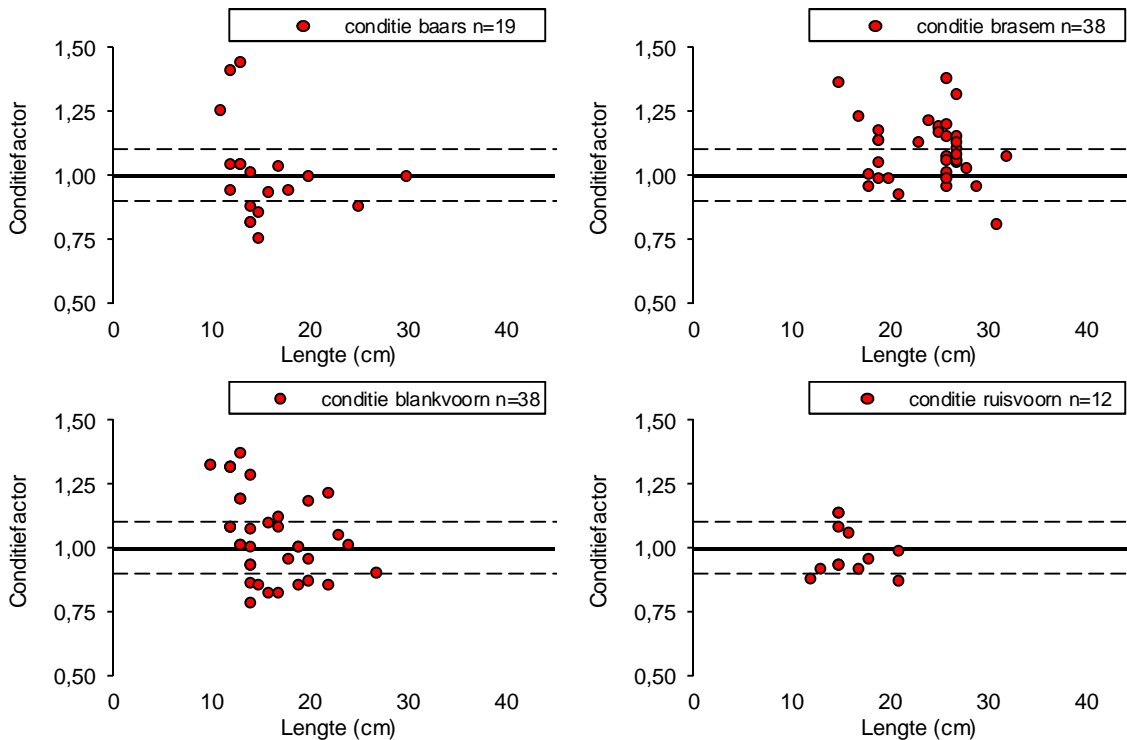 conditie baars n=19
1,50
1,25
1,00
0,75
0,50
Conditiefactor
0 10 20 30 40
Lengte (cm)
conditie brasem n=38
1,50
1,25
1,00
0,75
0,50
Conditiefactor
0 10 20 30 40
Lengte (cm)
conditie blankvoorn n=38
1,50
1,25
1,00
0,75
0,50
Conditiefactor
0 10 20 30 40
Lengte (cm)
conditie ruisvoorn n=12
1,50
1,25
1,00
0,75
0,50
Conditiefactor
0 10 20 30 40
Lengte (cm)